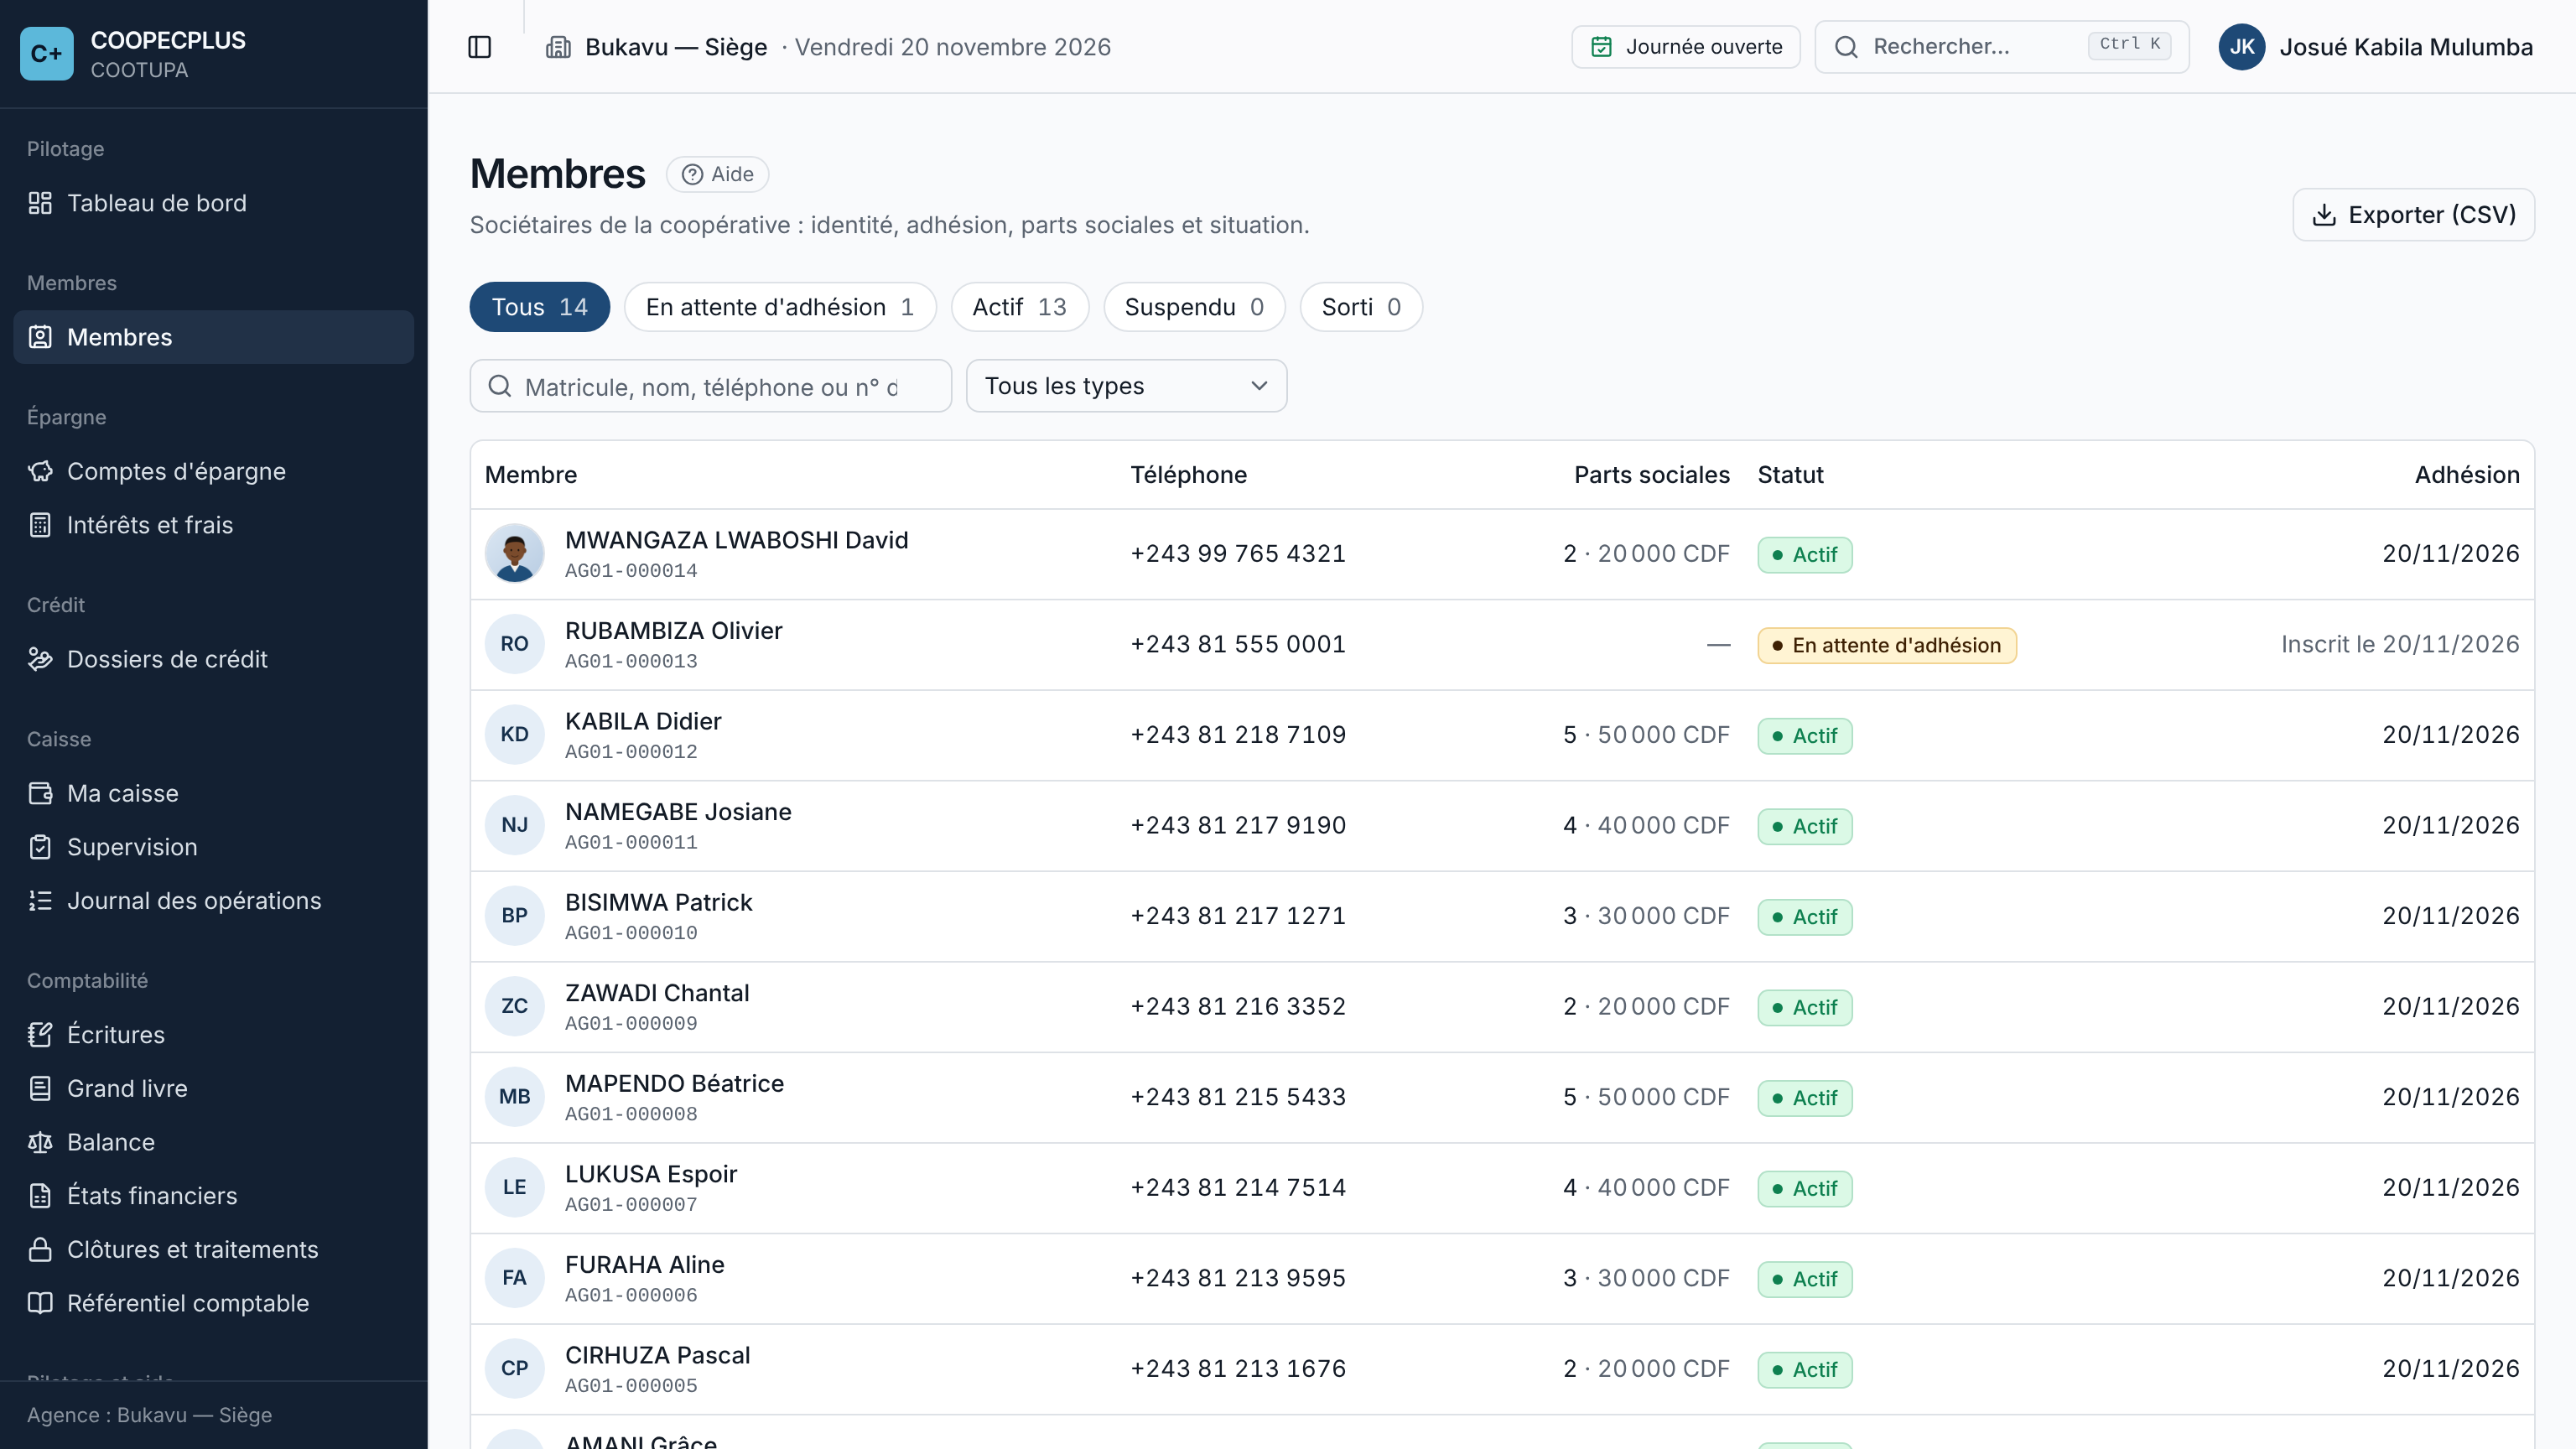 C+
COOPECPLUS
COOTUPA
Pilotage
Tableau de bord
Membres
Membres
Épargne
Comptes d'épargne
Intérêts et frais
Crédit
Dossiers de crédit
Caisse
Ma caisse
Supervision
Journal des opérations
Comptabilité
Écritures
Grand livre
Balance
États financiers
Clôtures et traitements
Référentiel comptable
Agence : Bukavu — Siège
Bukavu — Siège · Vendredi 20 novembre 2026
Journée ouverte
Rechercher... Ctrl K
JK Josué Kabila Mulumba
Membres
Aide
Sociétaires de la coopérative : identité, adhésion, parts sociales et situation.
Exporter (CSV)
Tous 14 En attente d'adhésion 1 Actif 13 Suspendu 0 Sorti 0
Matricule, nom, téléphone ou n° d
Tous les types
Membre Téléphone Parts sociales Statut Adhésion
MWANGAZA LWABOSHI David
AG01-000014
+243 99 765 4321 2 · 20 000 CDF Actif 20/11/2026
RO RUBAMBIZA Olivier
AG01-000013
+243 81 555 0001 — En attente d'adhésion Inscrit le 20/11/2026
KD KABILA Didier
AG01-000012
+243 81 218 7109 5 · 50 000 CDF Actif 20/11/2026
NJ NAMEGABE Josiane
AG01-000011
+243 81 217 9190 4 · 40 000 CDF Actif 20/11/2026
BP BISIMWA Patrick
AG01-000010
+243 81 217 1271 3 · 30 000 CDF Actif 20/11/2026
ZC ZAWADI Chantal
AG01-000009
+243 81 216 3352 2 · 20 000 CDF Actif 20/11/2026
MB MAPENDO Béatrice
AG01-000008
+243 81 215 5433 5 · 50 000 CDF Actif 20/11/2026
LE LUKUSA Espoir
AG01-000007
+243 81 214 7514 4 · 40 000 CDF Actif 20/11/2026
FA FURAHA Aline
AG01-000006
+243 81 213 9595 3 · 30 000 CDF Actif 20/11/2026
CP CIRHUZA Pascal
AG01-000005
+243 81 213 1676 2 · 20 000 CDF Actif 20/11/2026
AMANI Grâce